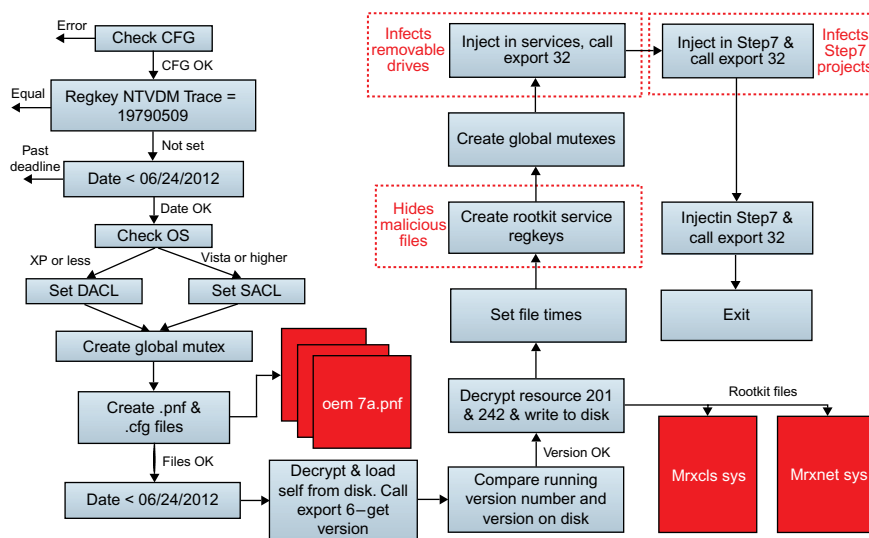 Error
Check CFG
CFG OK
Equal
Regkey NTVDM Trace =
19790509
Not set
Past
deadline
Date < 06/24/2012
Date OK
Check OS
XP or less
Vista or higher
Set DACL
Set SACL
Create global mutex
Create .pnf &
.cfg files
oem 7a.pnf
Files OK
Date < 06/24/2012
Decrypt & load
self from disk. Call
export 6–get
version
Compare running
version number and
version on disk
Version OK
Decrypt resource 201
& 242 & write to disk
Rootkit files
Mrxcls sys
Mrxnet sys
Set file times
Hides
malicious
files
Create rootkit service
regkeys
Create global mutexes
Infects
removable
drives
Inject in services, call
export 32
Inject in Step7 &
call export 32
Infects
Step7
projects
Injectin Step7 &
call export 32
Exit